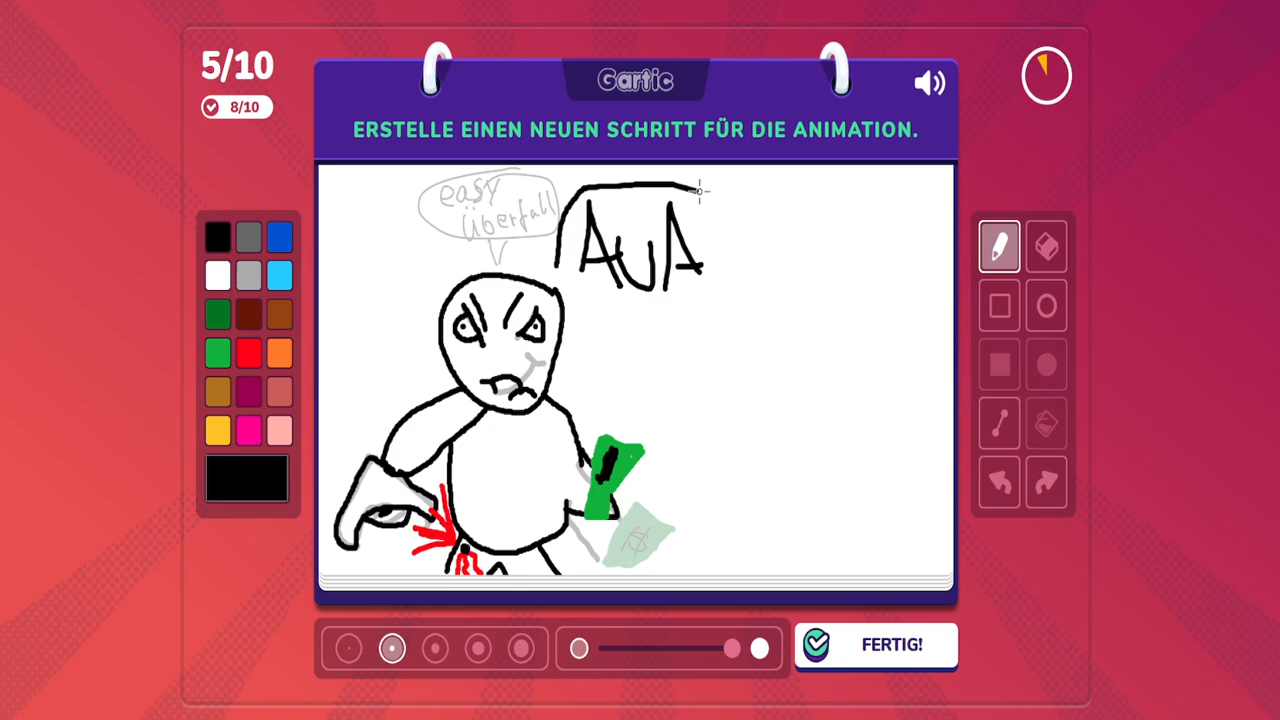 5/10
8/10
Gartic
ERSTELLE EINEN NEUEN SCHRITT FÜR DIE ANIMATION.
easy
überfall
AUA
$
FERTIG!